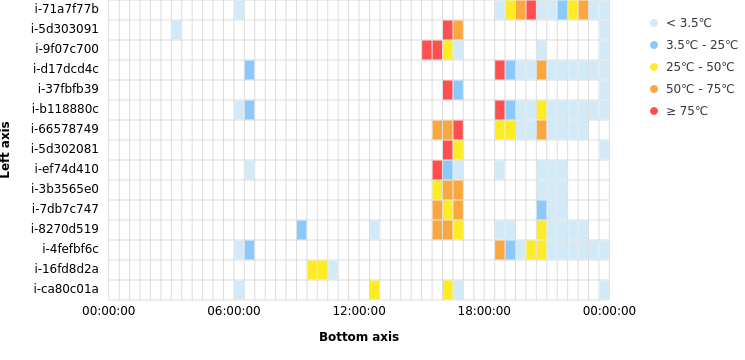 i-71a7f77b
i-5d303091
i-9f07c700
i-d17dcd4c
i-37fbfb39
i-b118880c
i-66578749
i-5d302081
i-ef74d410
i-3b3565e0
i-7db7c747
i-8270d519
i-4fefbf6c
i-16fd8d2a
i-ca80c01a
Left axis
00:00:00 06:00:00 12:00:00 18:00:00 00:00:00
Bottom axis
< 3.5℃
3.5℃ - 25℃
25℃ - 50℃
50℃ - 75℃
≥ 75℃